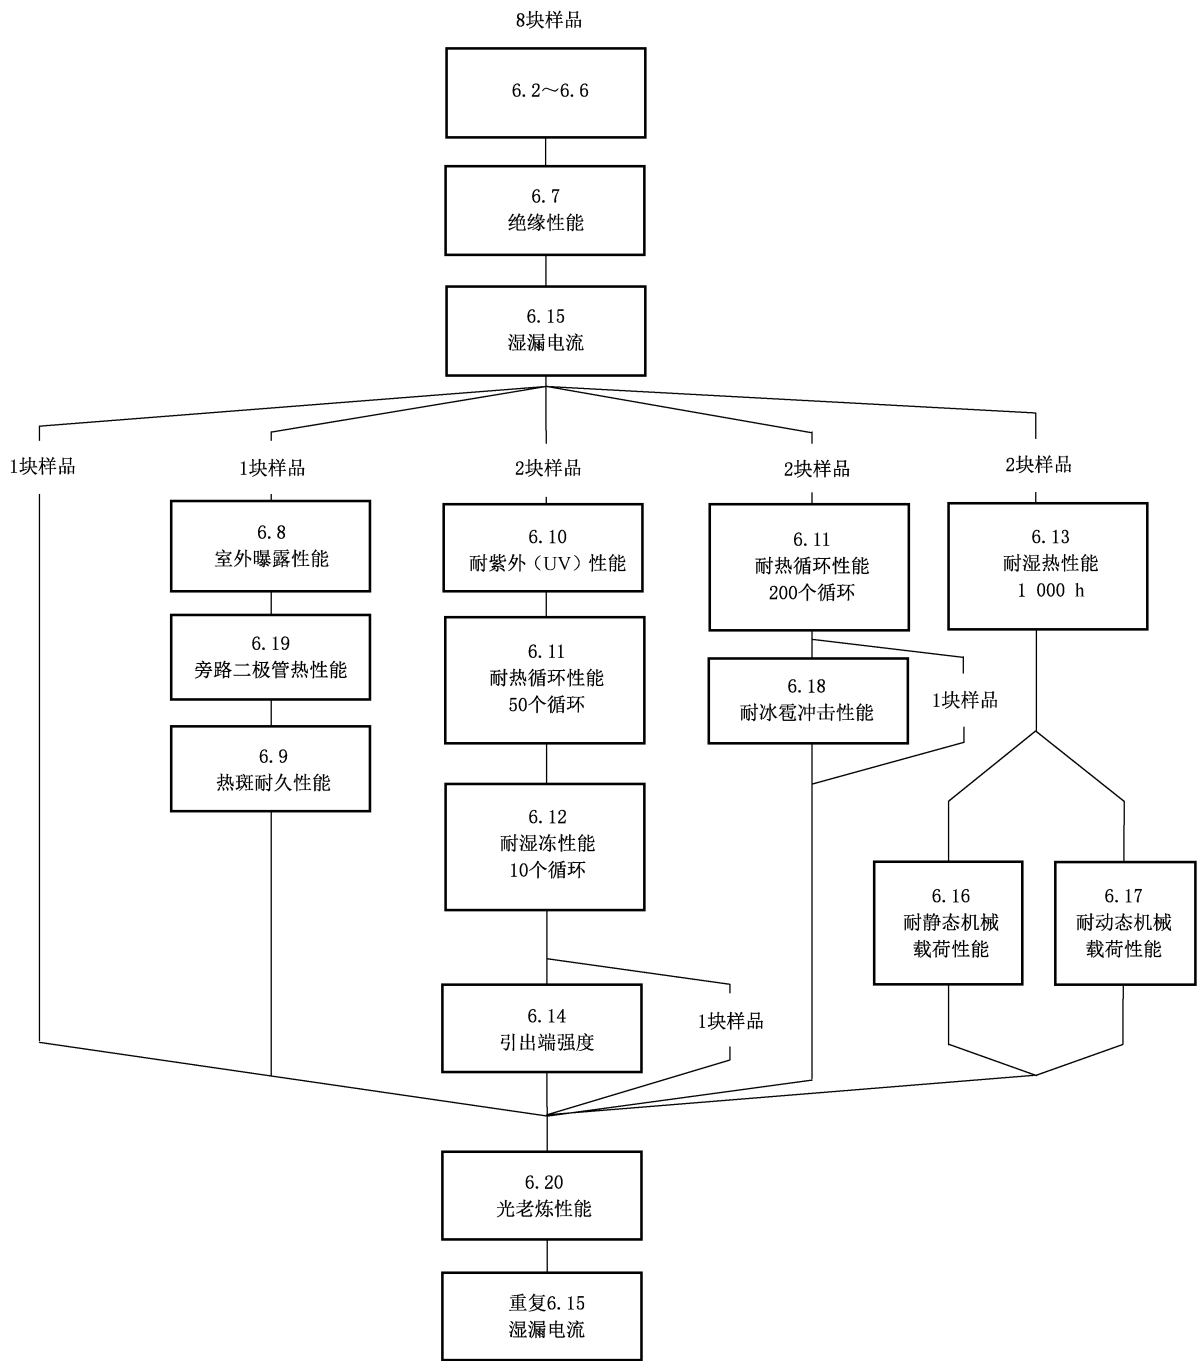 8块样品
6.2～6.6
6.7
绝缘性能
6.15
湿漏电流
1块样品
1块样品
2块样品
2块样品
2块样品
6.8
室外曝露性能
6.10
耐紫外（UV）性能
6.11
耐热循环性能
200个循环
6.13
耐湿热性能
1 000 h
6.19
旁路二极管热性能
6.11
耐热循环性能
50个循环
6.18
耐冰雹冲击性能
1块样品
6.9
热斑耐久性能
6.12
耐湿冻性能
10个循环
6.16
耐静态机械
载荷性能
6.17
耐动态机械
载荷性能
6.14
引出端强度
1块样品
6.20
光老炼性能
重复6.15
湿漏电流